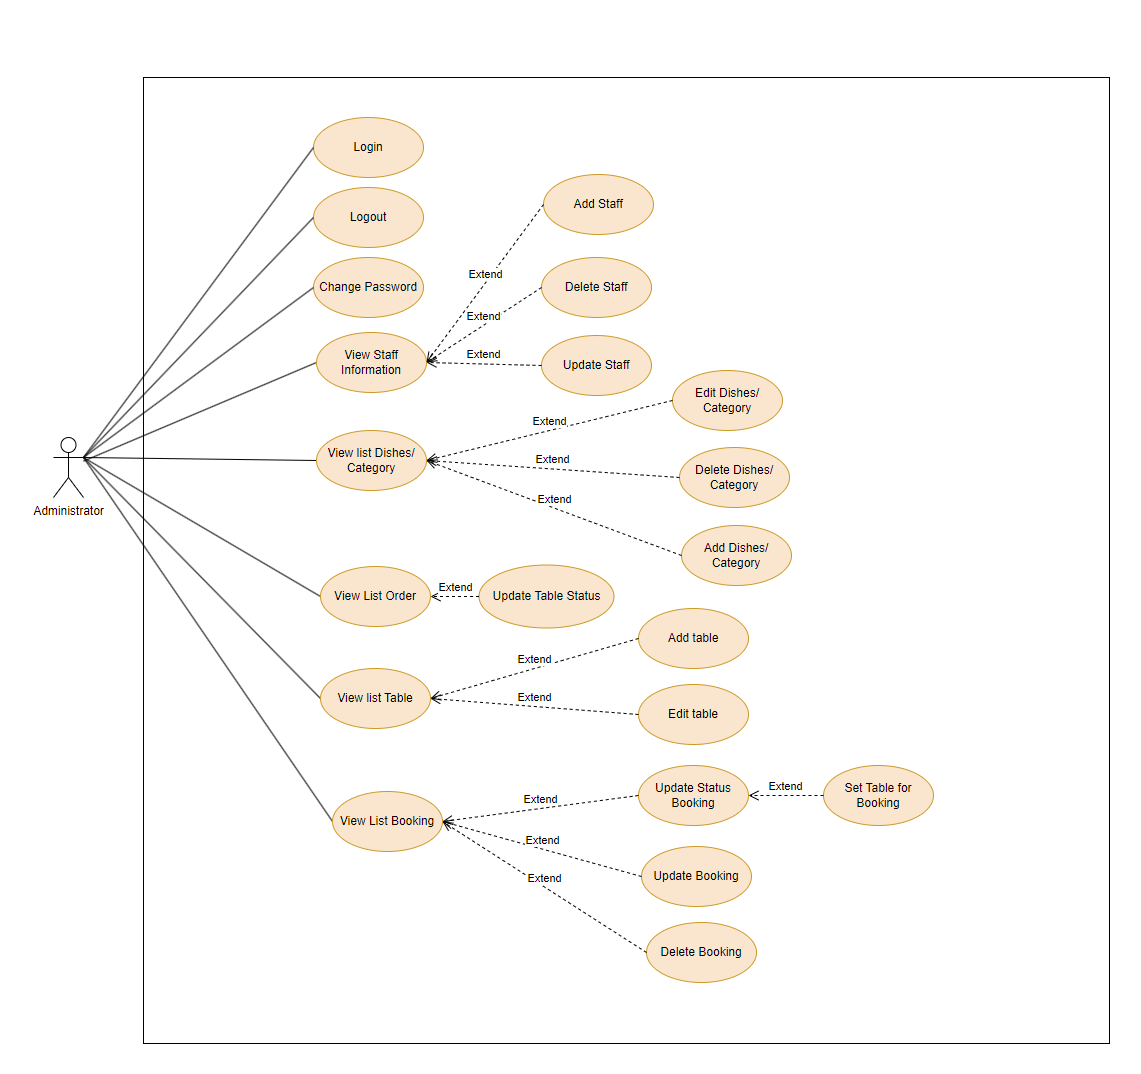 Login
Logout
Change Password
View Staff
Information
Add Staff
Extend
Delete Staff
Extend
Update Staff
Extend
View list Dishes/
Category
Edit Dishes/
Category
Extend
Delete Dishes/
Category
Extend
Add Dishes/
Category
Extend
Administrator
View List Order
Extend
Update Table Status
View list Table
Add table
Extend
Edit table
Extend
View List Booking
Update Status
Booking
Extend
Set Table for
Booking
Extend
Update Booking
Extend
Delete Booking
Extend